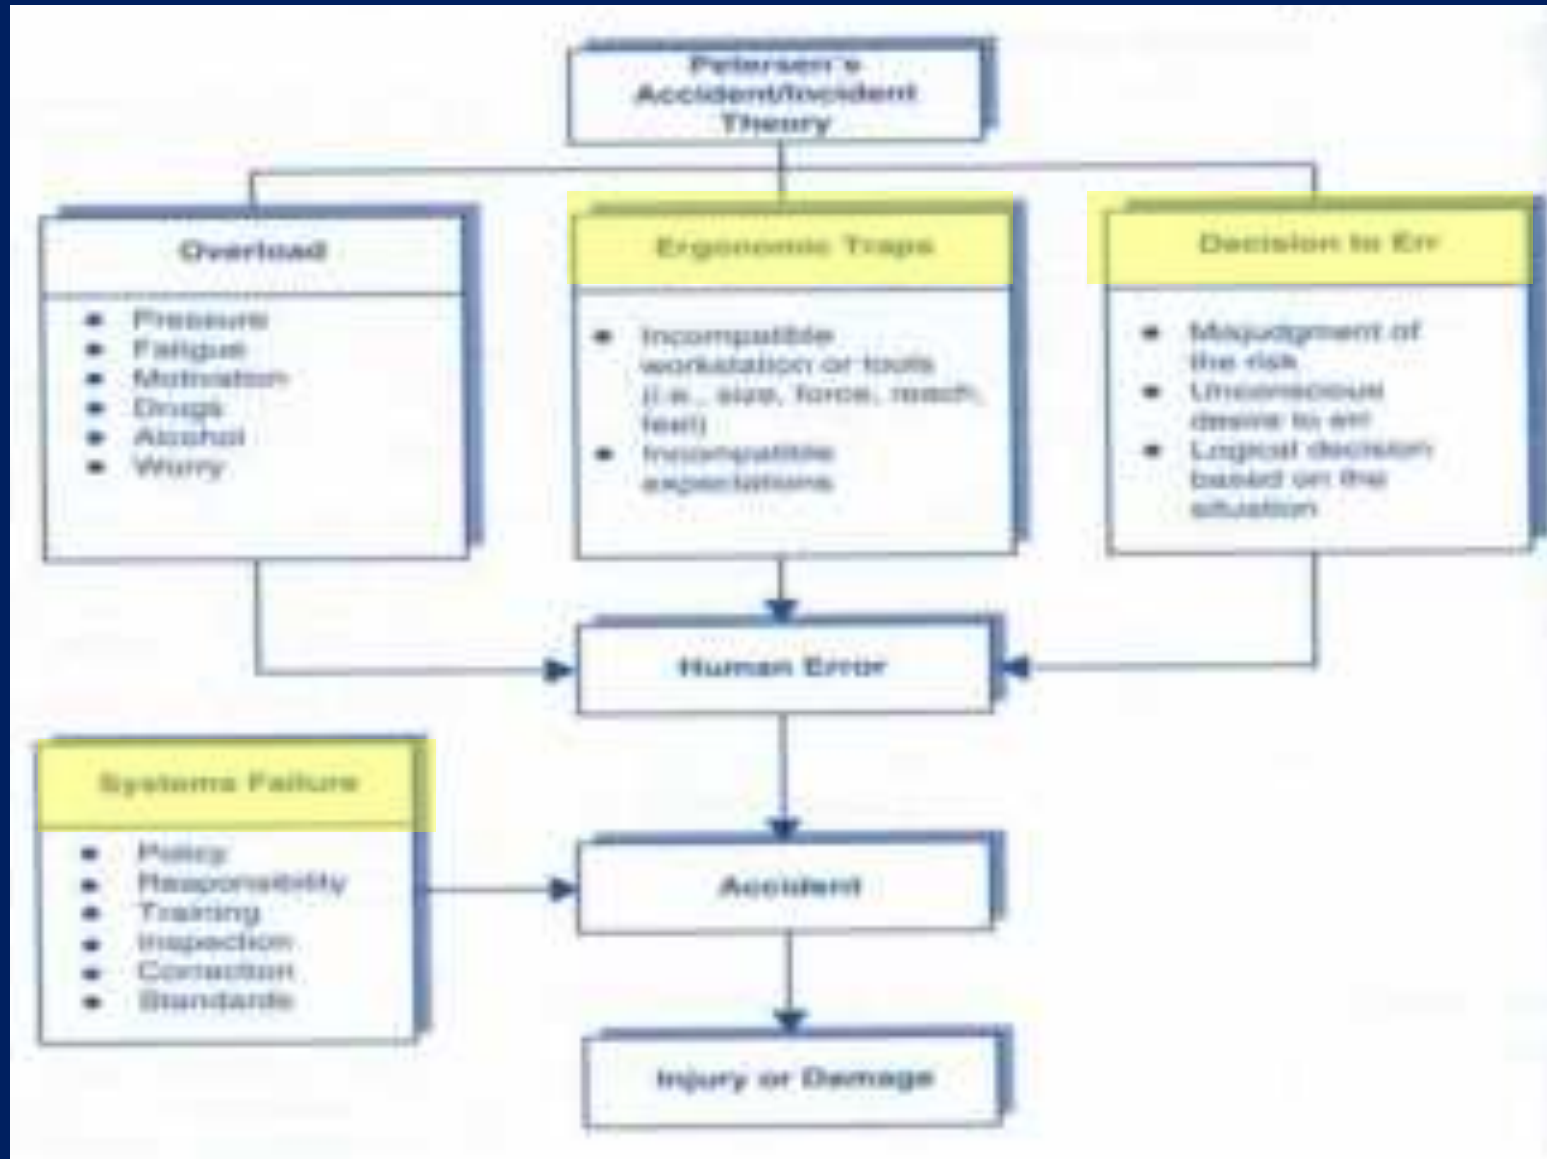 Petersen's
Accident/Incident
Theory
Overload
Pressure
Fatigue
Motivation
Drugs
Alcohol
Worry
Ergonomic Traps
Incompatible
workstation or tools
(i.e., size, force, reach,
feel)
Incompatible
expectations
Decision to Err
Misjudgment of
the risk
Unconscious
desire to err
Logical decision
based on the
situation
Human Error
Systems Failure
Policy
Responsibility
Training
Inspection
Correction
Standards
Accident
Injury or Damage